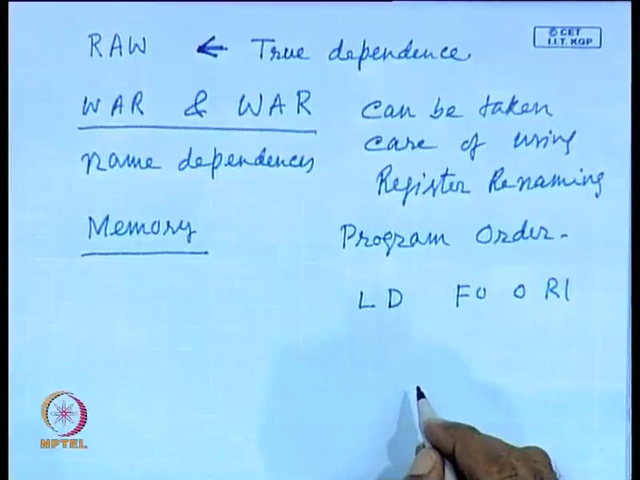 © CET
I.I.T. KGP
RAW ← True dependence
WAR & WAR can be taken
care of using
name dependences
Register Renaming
Memory Program Order.
LD F0 0 R1
NPTEL